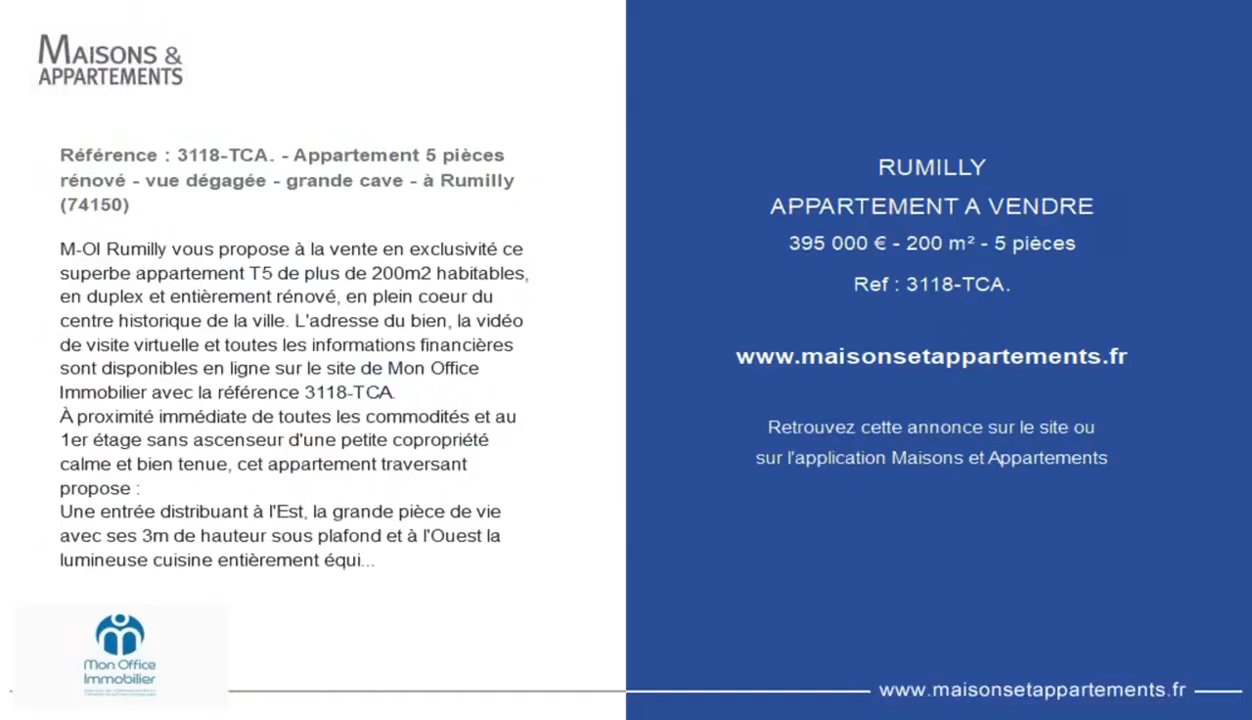 MAISONS &
APPARTEMENTS
Référence : 3118-TCA. - Appartement 5 pièces
rénové - vue dégagée - grande cave - à Rumilly
(74150)
M-OI Rumilly vous propose à la vente en exclusivité ce
superbe appartement T5 de plus de 200m2 habitables,
en duplex et entièrement rénové, en plein coeur du
centre historique de la ville. L'adresse du bien, la vidéo
de visite virtuelle et toutes les informations financières
sont disponibles en ligne sur le site de Mon Office
Immobilier avec la référence 3118-TCA.
À proximité immédiate de toutes les commodités et au
1er étage sans ascenseur d'une petite copropriété
calme et bien tenue, cet appartement traversant
propose :
Une entrée distribuant à l'Est, la grande pièce de vie
avec ses 3m de hauteur sous plafond et à l'Ouest la
lumineuse cuisine entièrement équi...
Mon Office
Immobilier
RUMILLY
APPARTEMENT A VENDRE
395 000 € - 200 m² - 5 pièces
Ref : 3118-TCA.
www.maisonsetappartements.fr
Retrouvez cette annonce sur le site ou
sur l'application Maisons et Appartements
www.maisonsetappartements.fr